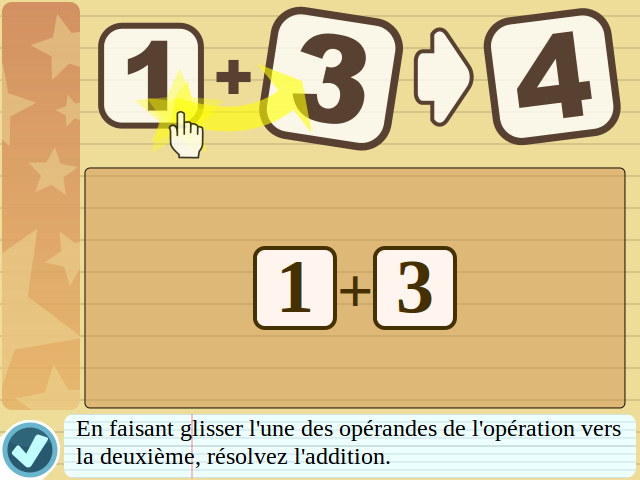 1 + 3 4
1+3
En faisant glisser l'une des opérandes de l'opération vers
la deuxième, résolvez l'addition.